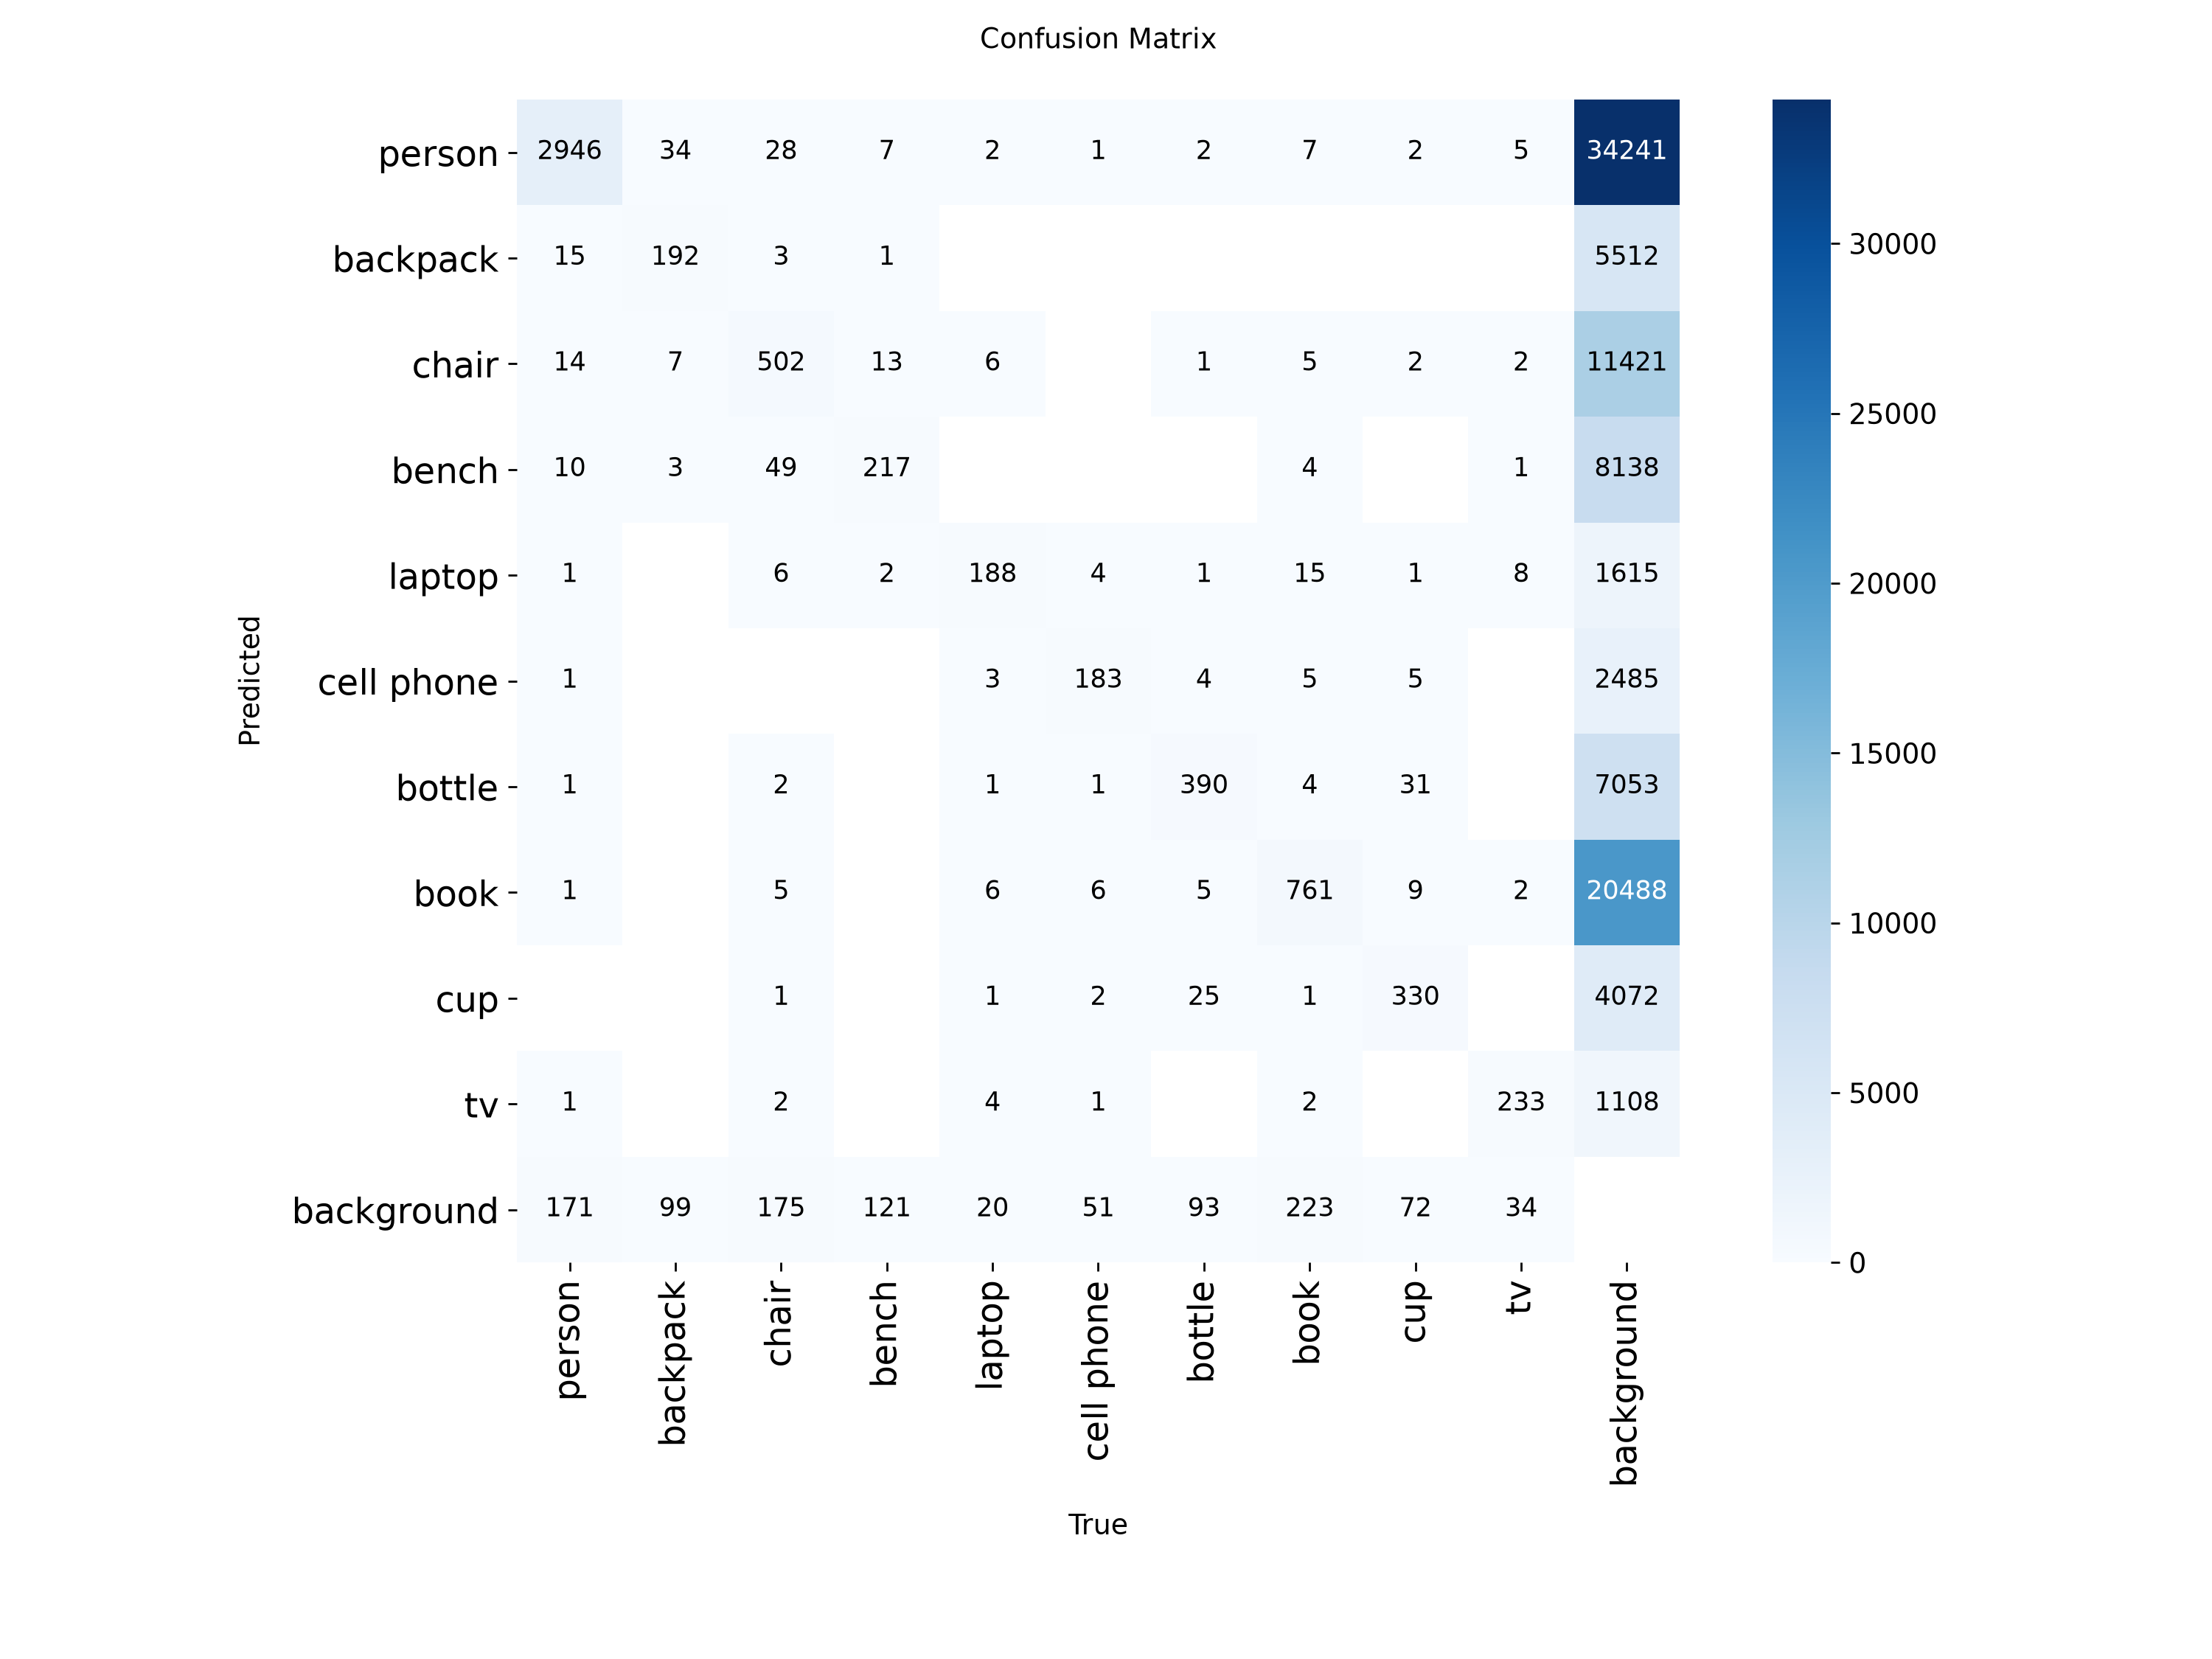 Confusion Matrix
person 2946 34 28 7 2 1 2 7 2 5 34241
backpack 15 192 3 1 5512
chair 14 7 502 13 6 1 5 2 2 11421
bench 10 3 49 217 4 1 8138
laptop 1 6 2 188 4 1 15 1 8 1615
cell phone 1 3 183 4 5 5 2485
bottle 1 2 1 1 390 4 31 7053
book 1 5 6 6 5 761 9 2 20488
cup 1 1 2 25 1 330 4072
tv 1 2 4 1 2 233 1108
background 171 99 175 121 20 51 93 223 72 34
person backpack chair bench laptop cell phone bottle book cup tv background
Predicted
True
30000
25000
20000
15000
10000
5000
0